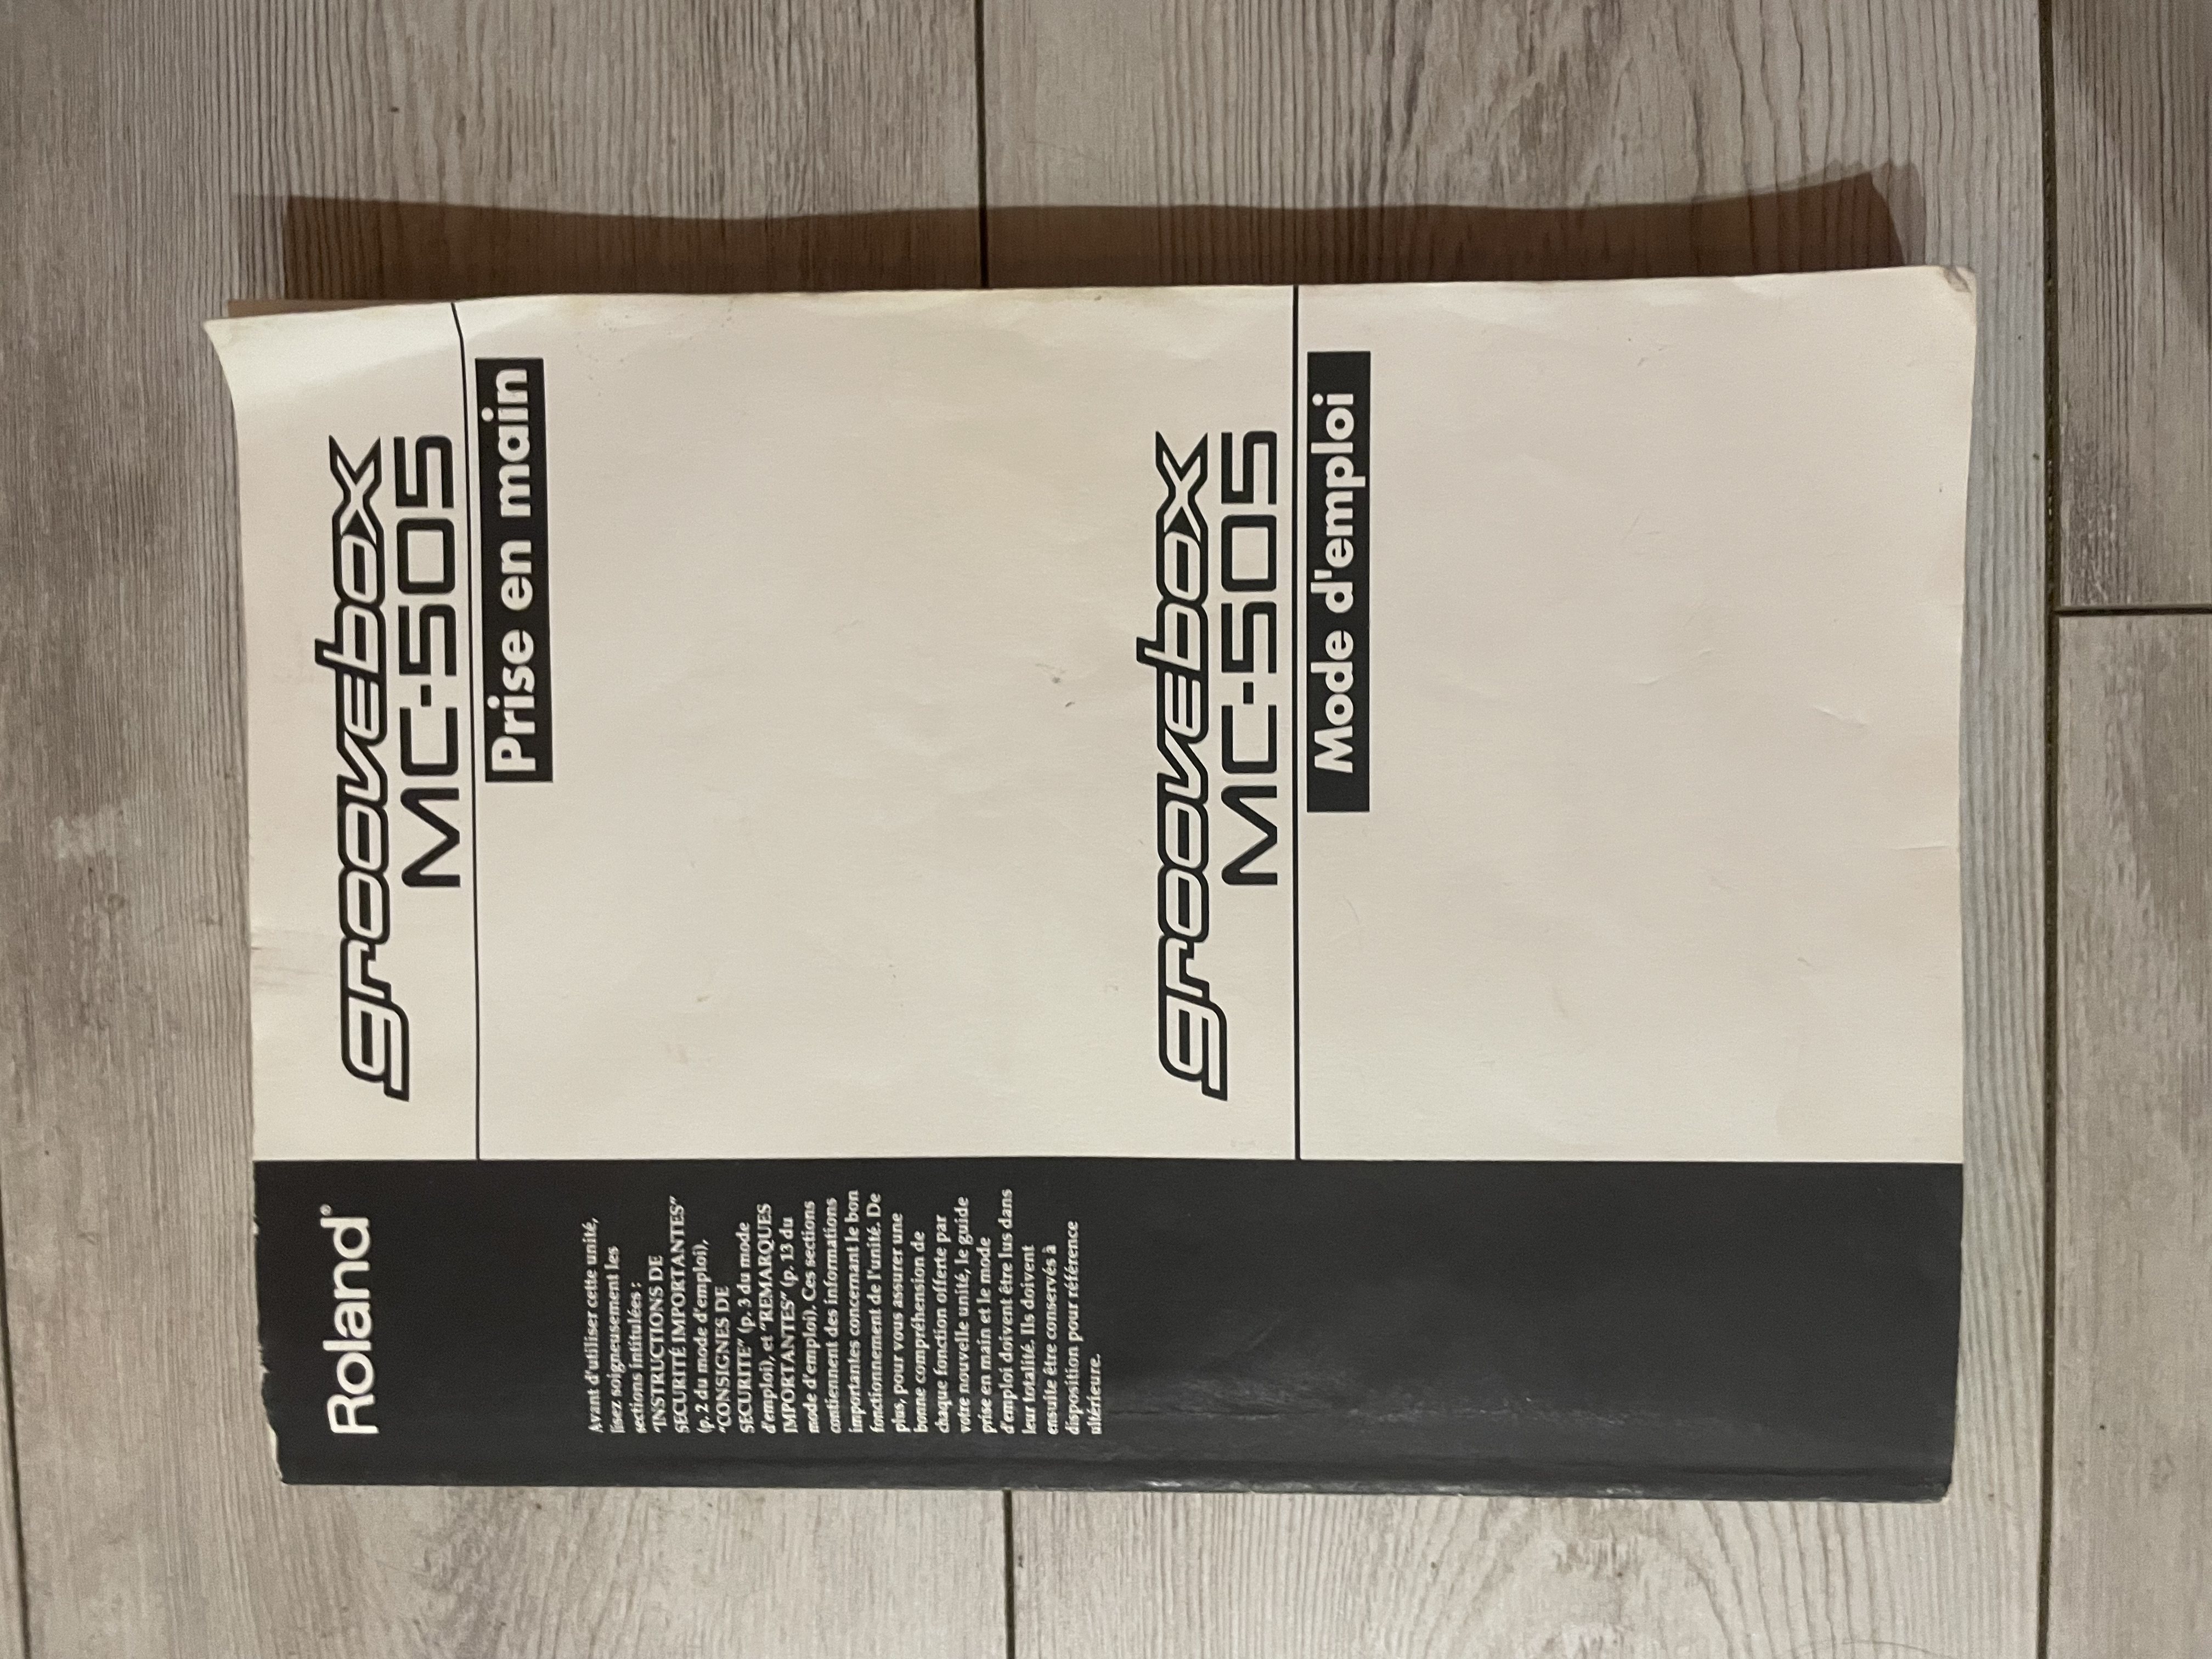 Roland®
groovebox
MC-505
Prise en main
Avant d'utiliser cette unité,
lisez soigneusement les
sections intitulées :
"INSTRUCTIONS DE
SECURITÉ IMPORTANTES"
(p. 2 du mode d'emploi),
"CONSIGNES DE
SECURITE" (p. 3 du mode
d'emploi), et "REMARQUES
IMPORTANTES" (p. 13 du
mode d'emploi). Ces sections
contiennent des informations
importantes concernant le bon
fonctionnement de l'unité. De
plus, pour vous assurer une
bonne compréhension de
chaque fonction offerte par
votre nouvelle unité, le guide
prise en main et le mode
d'emploi doivent être lus dans
leur totalité. Ils doivent
ensuite être conservés à
disposition pour référence
ultérieure.
groovebox
MC-505
Mode d'emploi